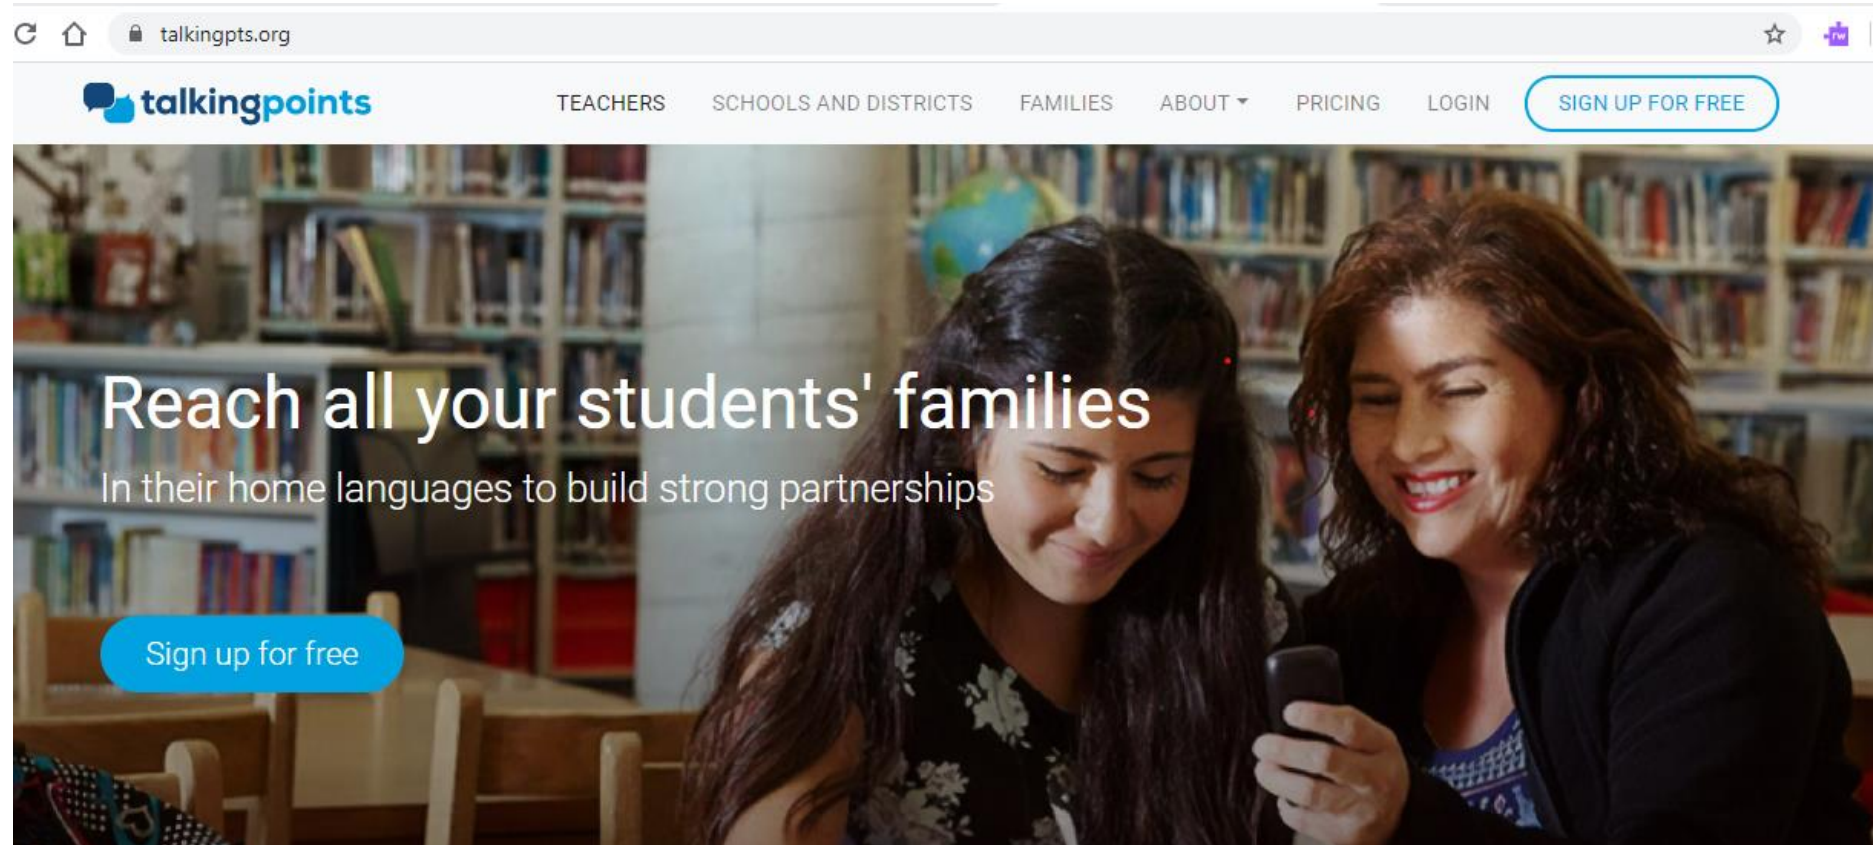 talkingpts.org
rw
talkingpoints TEACHERS SCHOOLS AND DISTRICTS FAMILIES ABOUT PRICING LOGIN SIGN UP FOR FREE
Reach all your students' families
In their home languages to build strong partnerships
Sign up for free